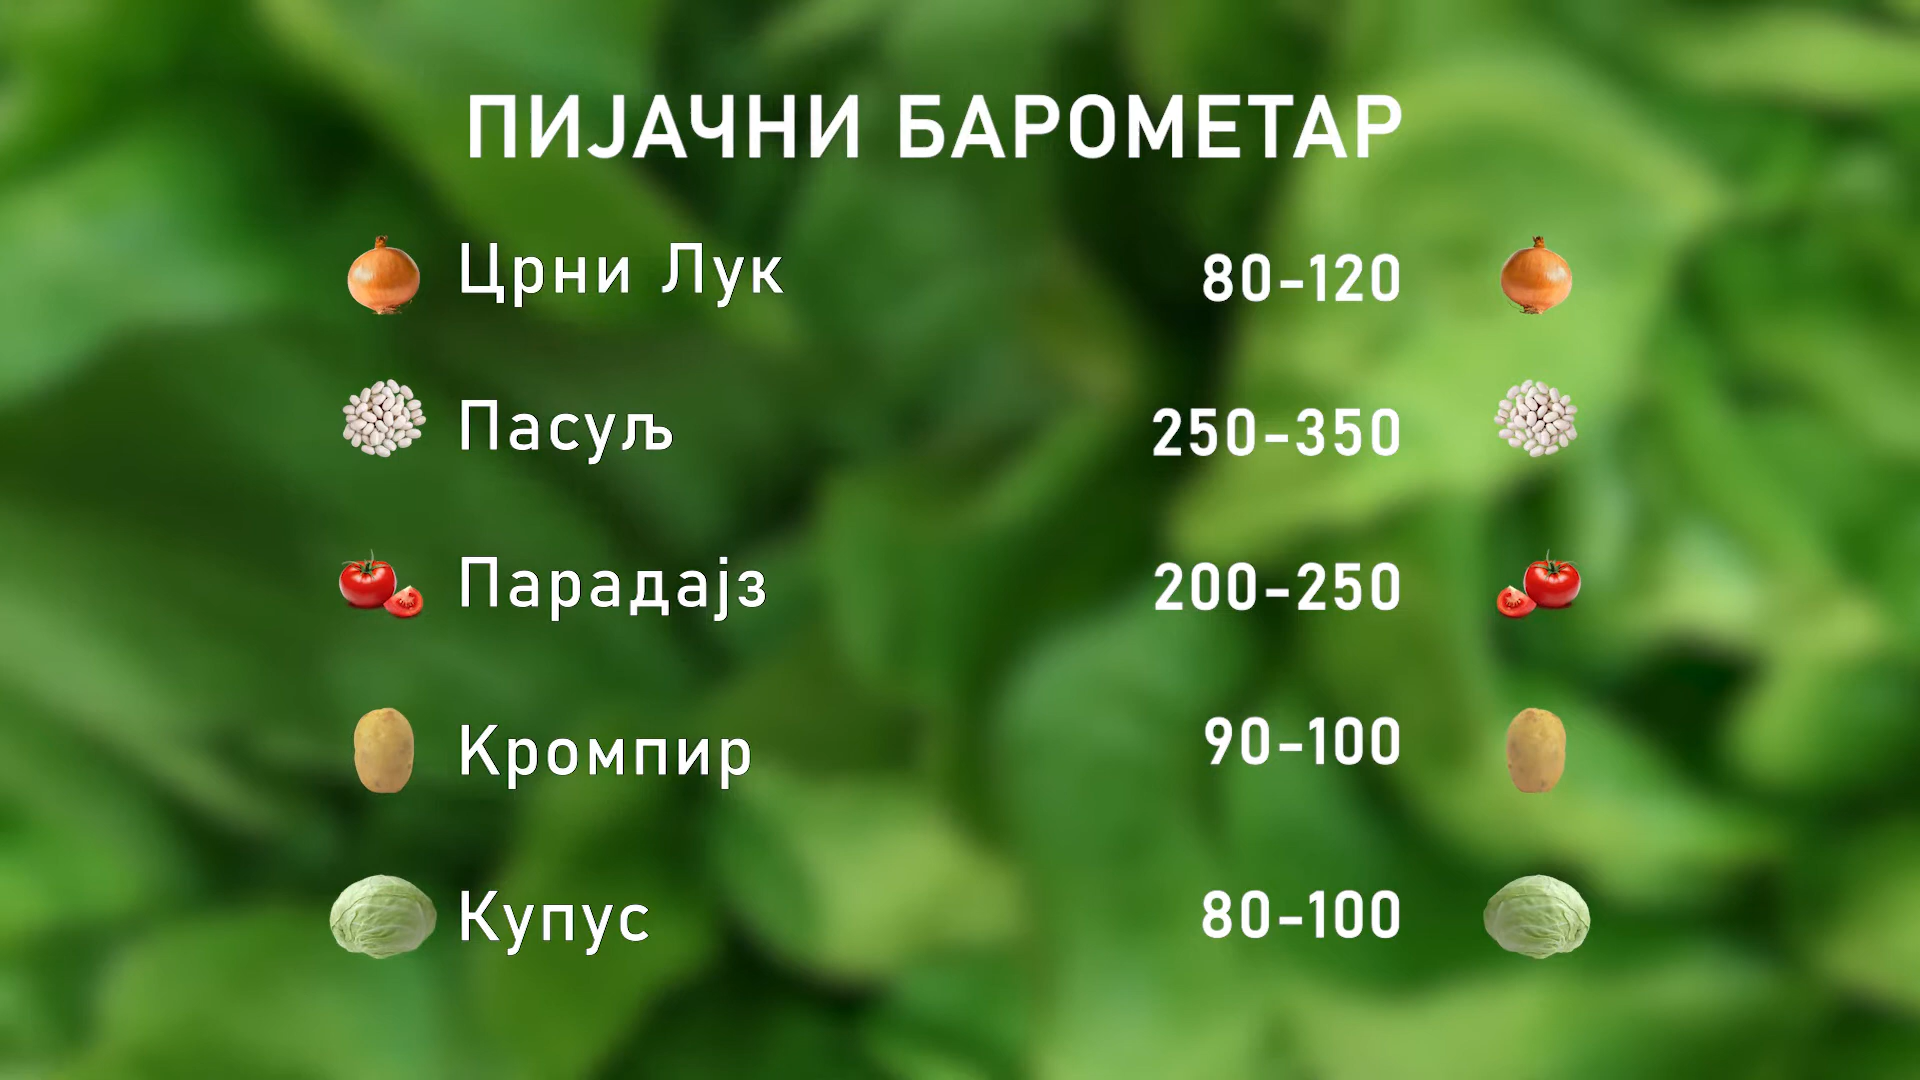 ПИЈАЧНИ БАРОМЕТАР
Црни Лук 80-120
Пасуљ 250-350
Парадајз 200-250
Кромпир 90-100
Купус 80-100